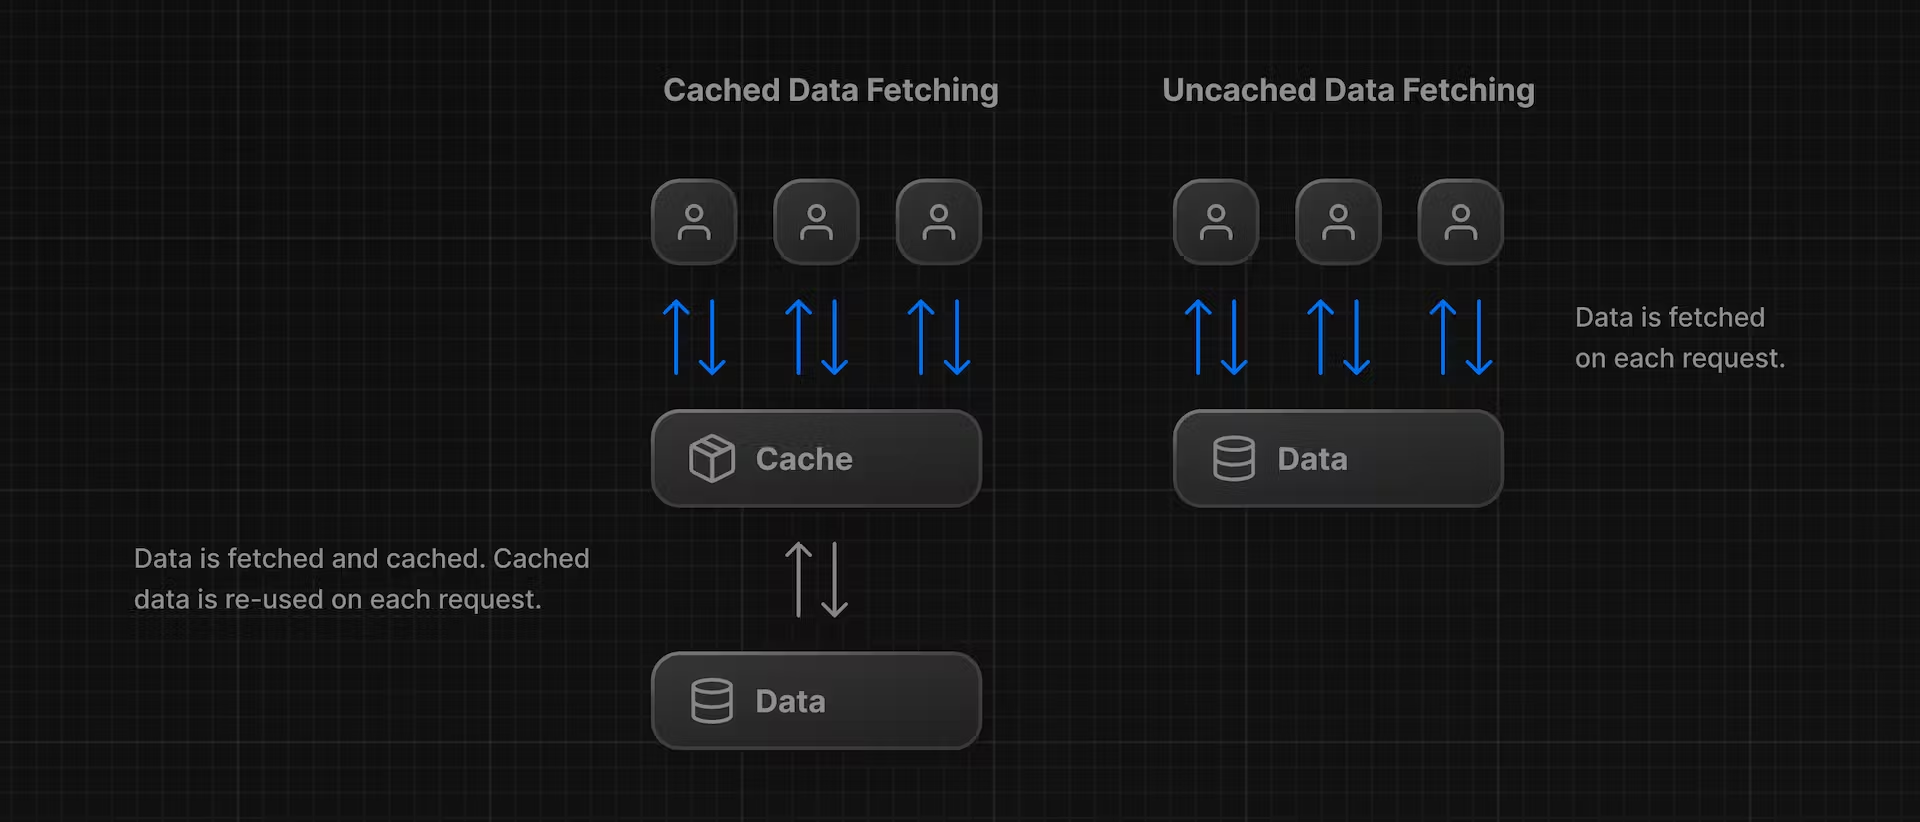 Cached Data Fetching
Uncached Data Fetching
Data is fetched
on each request.
Cache
Data
Data is fetched and cached. Cached
data is re-used on each request.
Data